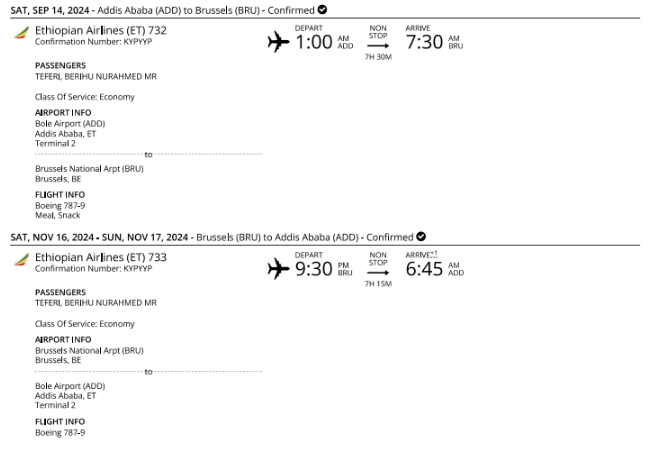 SAT, SEP 14, 2024 - Addis Ababa (ADD) to Brussels (BRU) - Confirmed
Ethiopian Airlines (ET) 732
Confirmation Number: KYPYYP
DEPART
1:00 AM ADD
NON STOP
7H 30M
ARRIVE
7:30 AM BRU
PASSENGERS
TEFERI, BERIHU NURAHMED MR
Class Of Service: Economy
AIRPORT INFO
Bole Airport (ADD)
Addis Ababa, ET
Terminal 2
to
Brussels National Arpt (BRU)
Brussels, BE
FLIGHT INFO
Boeing 787-9
Meal, Snack
SAT, NOV 16, 2024 - SUN, NOV 17, 2024 - Brussels (BRU) to Addis Ababa (ADD) - Confirmed
Ethiopian Airlines (ET) 733
Confirmation Number: KYPYYP
DEPART
9:30 PM BRU
NON STOP
7H 15M
ARRIVE+1
6:45 AM ADD
PASSENGERS
TEFERI, BERIHU NURAHMED MR
Class Of Service: Economy
AIRPORT INFO
Brussels National Arpt (BRU)
Brussels, BE
to
Bole Airport (ADD)
Addis Ababa, ET
Terminal 2
FLIGHT INFO
Boeing 787-9